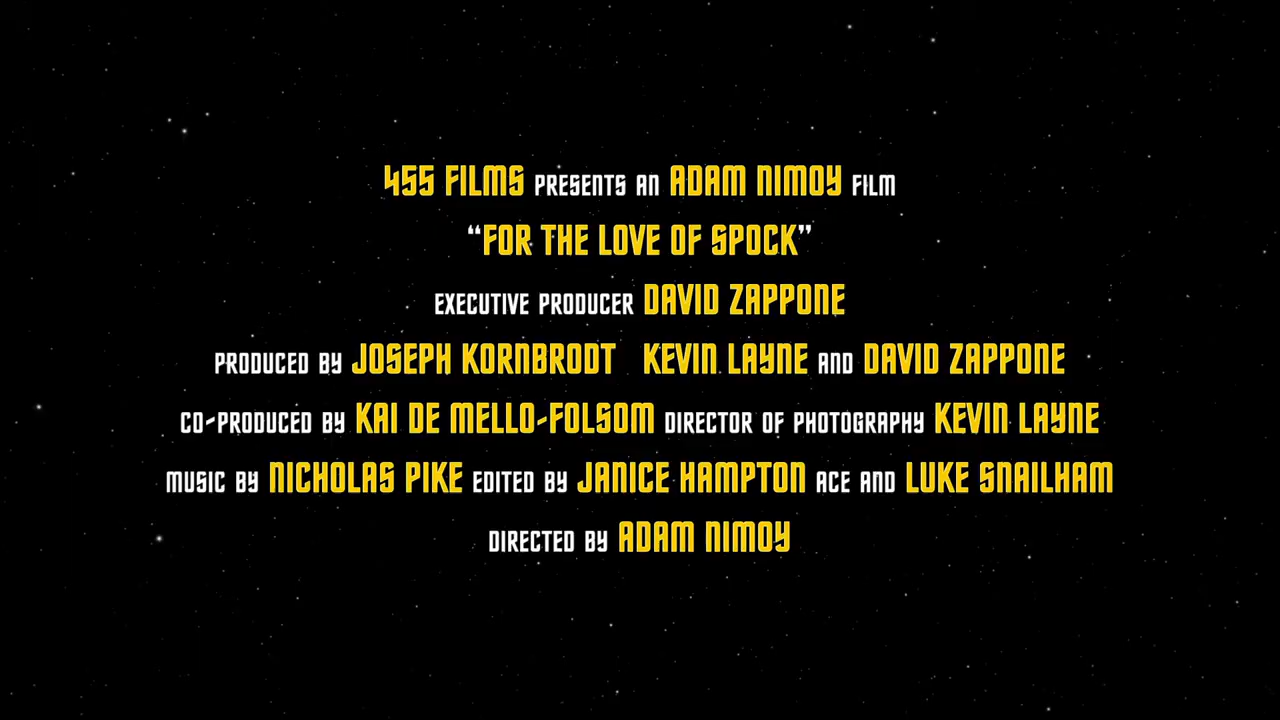 455 FILMS PRESENTS AN ADAM NIMOY FILM
“FOR THE LOVE OF SPOCK”
EXECUTIVE PRODUCER DAVID ZAPPONE
PRODUCED BY JOSEPH KORNBRODT KEVIN LAYNE AND DAVID ZAPPONE
CO-PRODUCED BY KAI DE MELLO-FOLSOM DIRECTOR OF PHOTOGRAPHY KEVIN LAYNE
MUSIC BY NICHOLAS PIKE EDITED BY JANICE HAMPTON ACE AND LUKE SNAILHAM
DIRECTED BY ADAM NIMOY